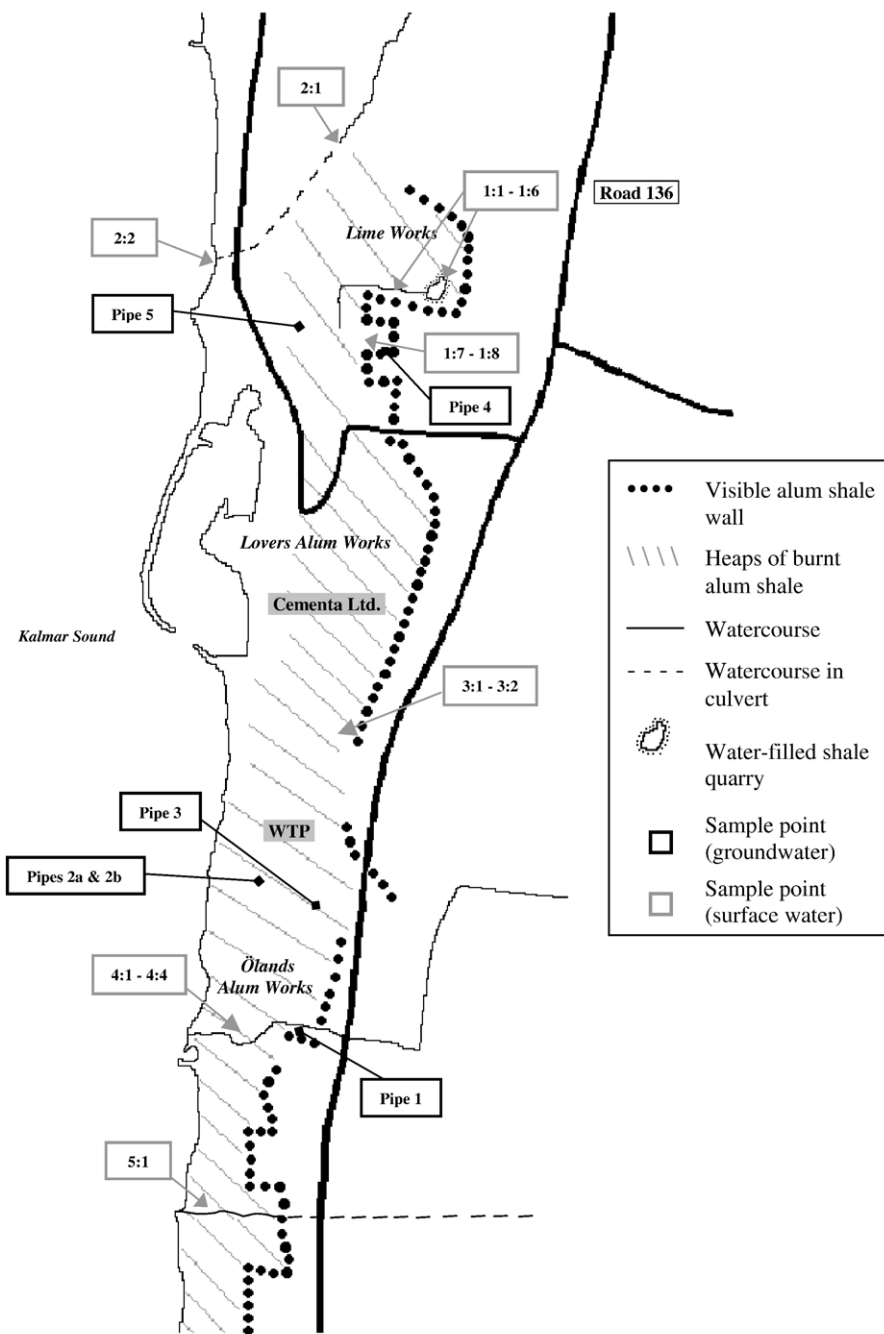 2:1
1:1 - 1:6
Road 136
Lime Works
2:2
Pipe 5
1:7 - 1:8
Pipe 4
Visible alum shale
wall
Heaps of burnt
alum shale
Watercourse
Watercourse in
culvert
Water-filled shale
quarry
Sample point
(groundwater)
Sample point
(surface water)
Lovers Alum Works
Cementa Ltd.
Kalmar Sound
3:1 - 3:2
Pipe 3
WTP
Pipes 2a & 2b
Ölands
Alum Works
4:1 - 4:4
Pipe 1
5:1